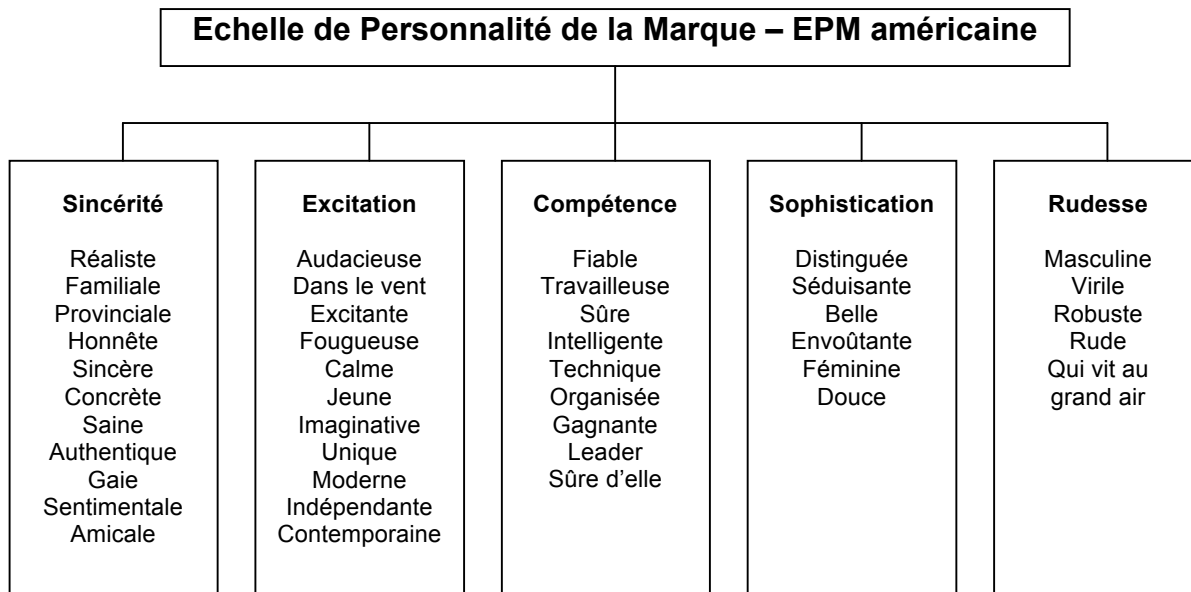 Echelle de Personnalité de la Marque – EPM américaine
Sincérité
Réaliste
Familiale
Provinciale
Honnête
Sincère
Concrète
Saine
Authentique
Gaie
Sentimentale
Amicale
Excitation
Audacieuse
Dans le vent
Excitante
Fougueuse
Calme
Jeune
Imaginative
Unique
Moderne
Indépendante
Contemporaine
Compétence
Fiable
Travailleuse
Sûre
Intelligente
Technique
Organisée
Gagnante
Leader
Sûre d'elle
Sophistication
Distinguée
Séduisante
Belle
Envoûtante
Féminine
Douce
Rudesse
Masculine
Virile
Robuste
Rude
Qui vit au
grand air